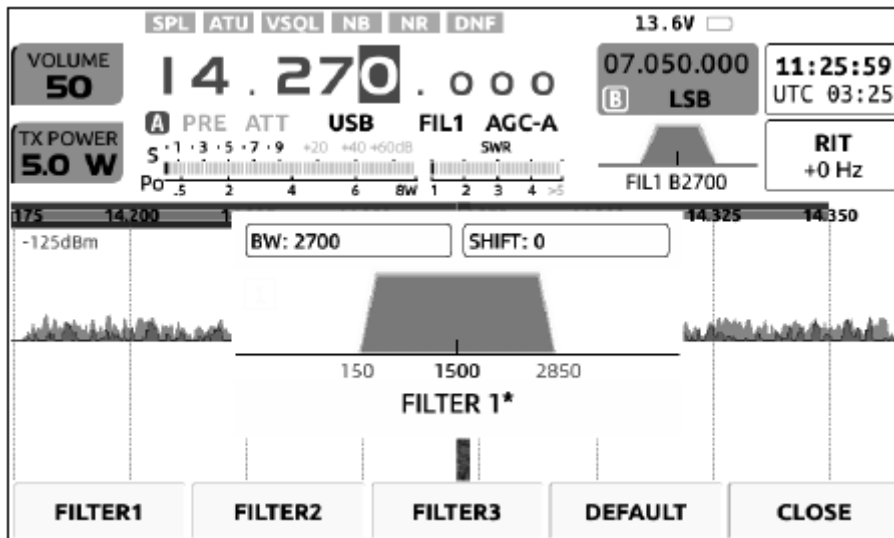 SPL ATU VSQL NB NR DNF 13.6V
VOLUME
50
14.270.000
07.050.000
B LSB
11:25:59
UTC 03:25
TX POWER
5.0 W
A PRE ATT USB FIL1 AGC-A
S 1 3 5 7 9 +20 +40 +60dB SWR
Po .5 2 4 6 8W 1 2 3 4 >5
FIL1 B2700
RIT
+0 Hz
175 14.200 14.325 14.350
-125dBm
BW: 2700 SHIFT: 0
150 1500 2850
FILTER 1*
FILTER1 FILTER2 FILTER3 DEFAULT CLOSE